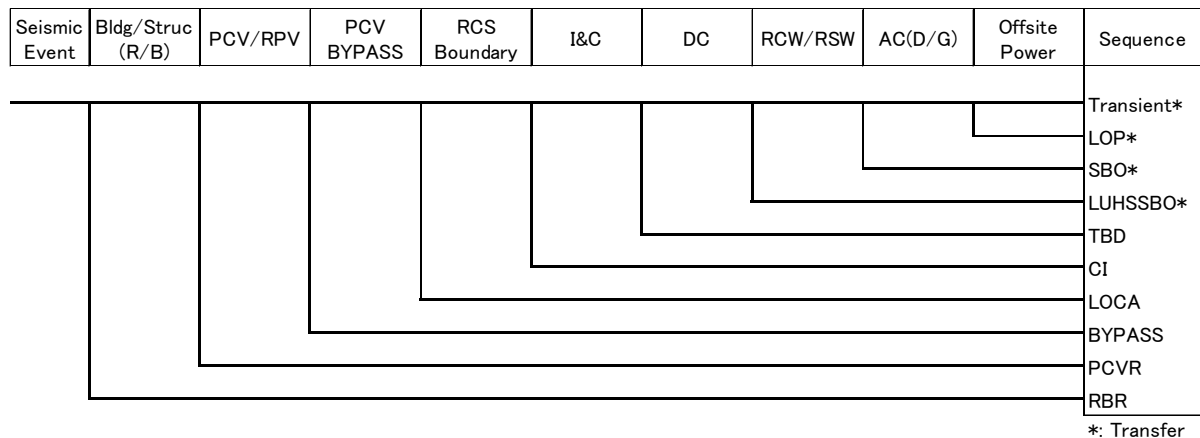 Seismic Event
Bldg/Struc (R/B)
PCV/RPV
PCV BYPASS
RCS Boundary
I&C
DC
RCW/RSW
AC(D/G)
Offsite Power
Sequence
Transient*
LOP*
SBO*
LUHSSBO*
TBD
CI
LOCA
BYPASS
PCVR
RBR
*: Transfer